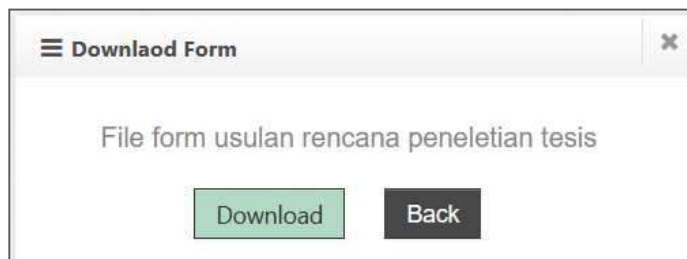 Downlaod Form
File form usulan rencana peneletian tesis
Download Back